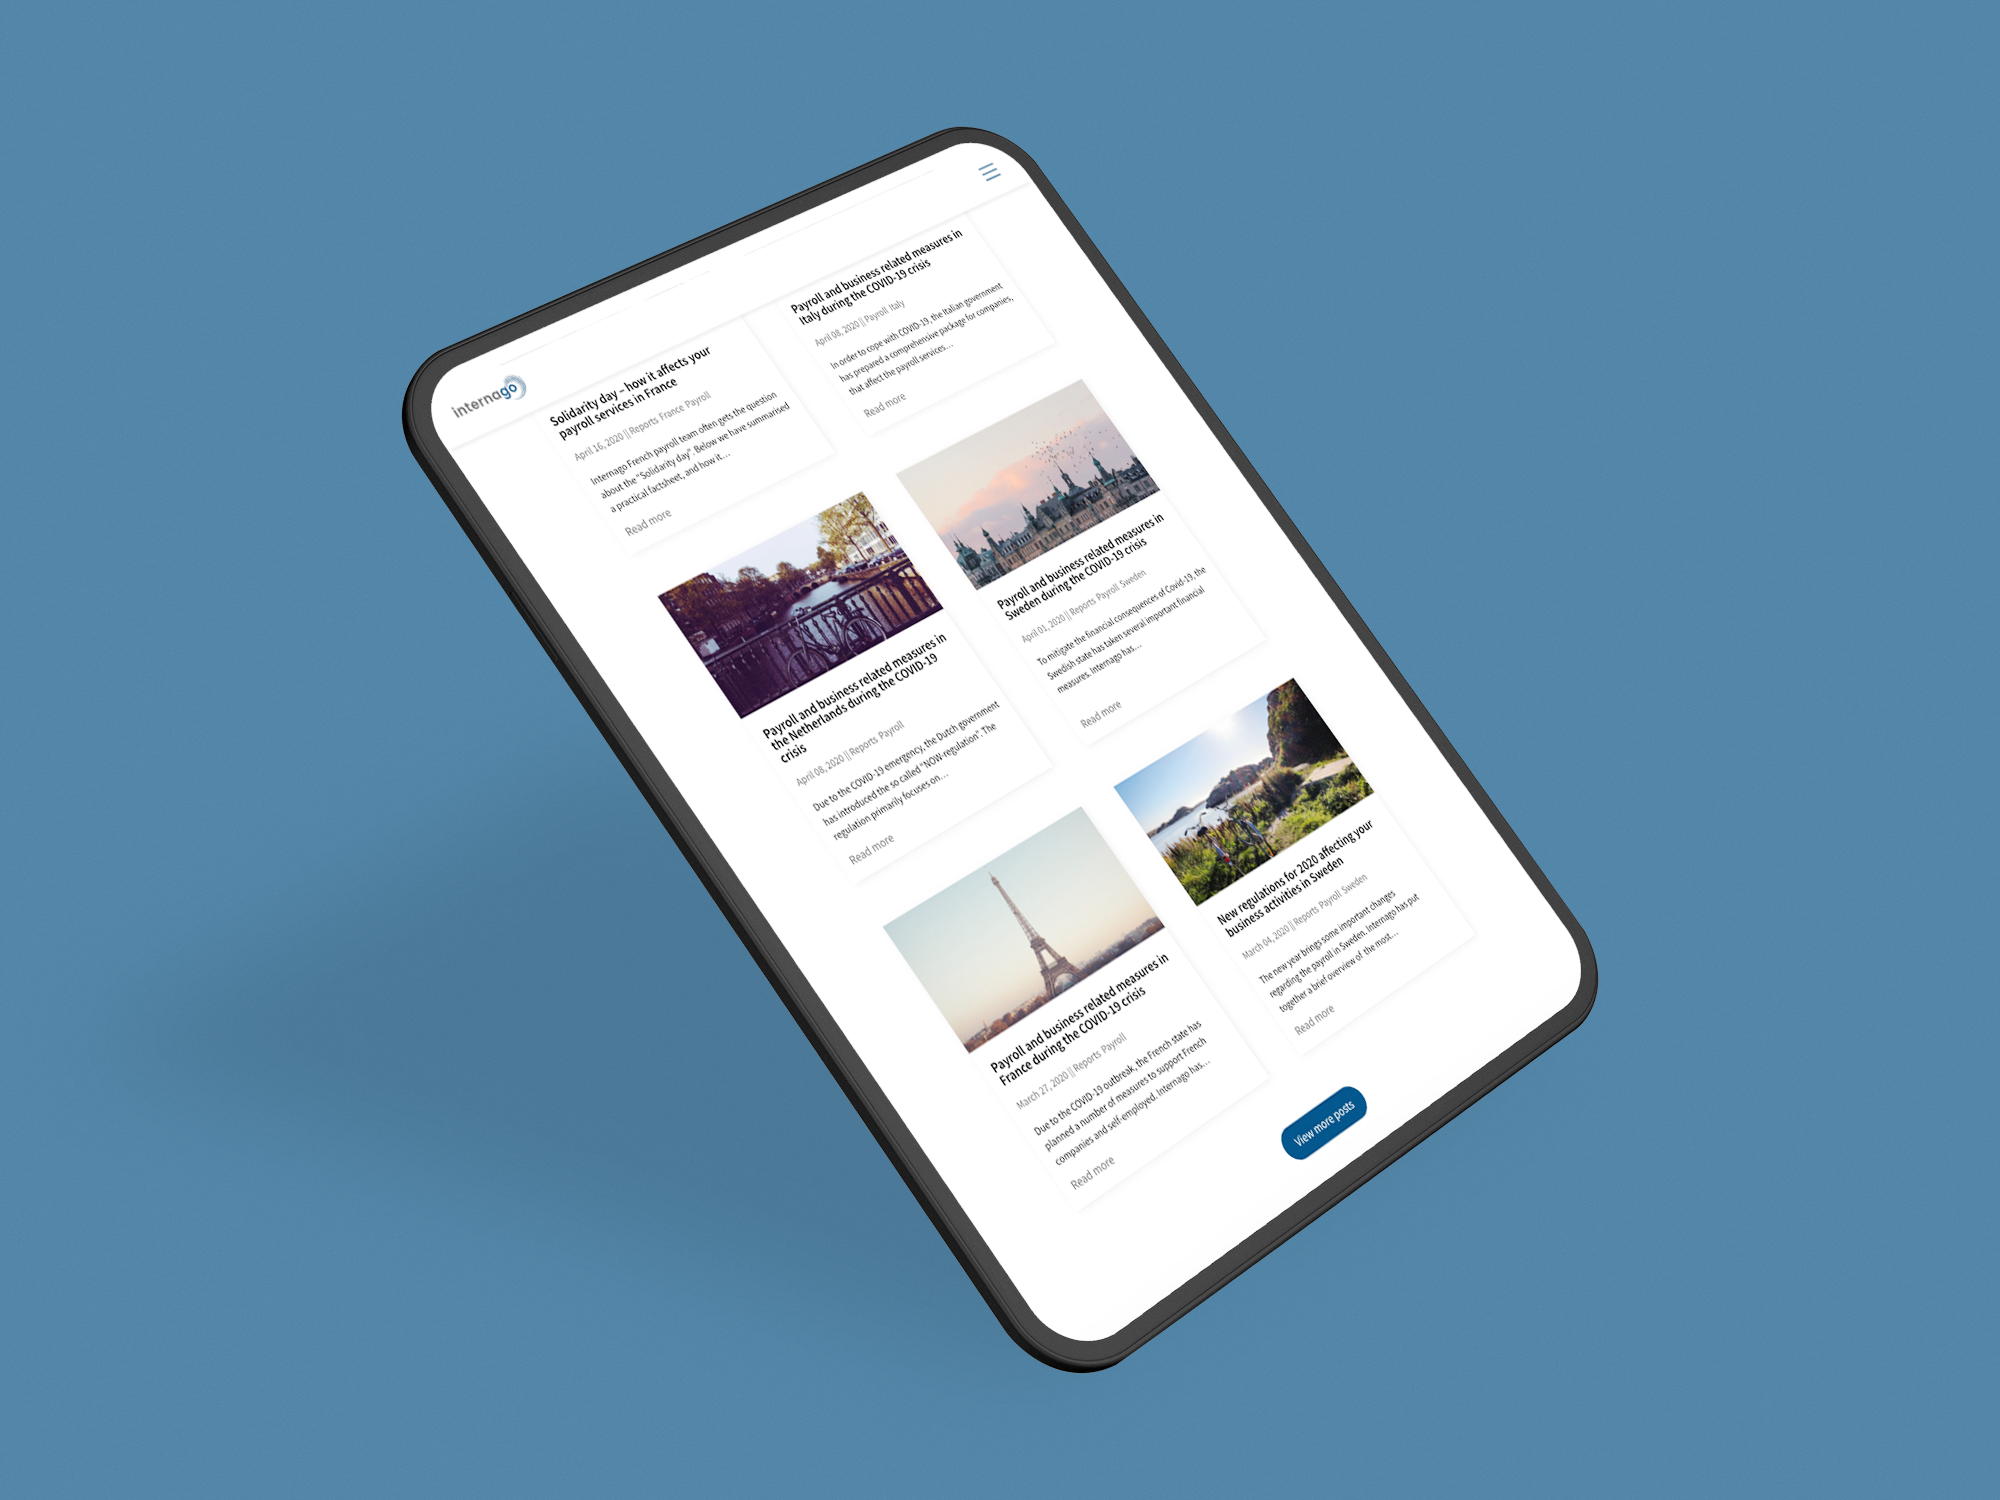 internago
Solidarity day – how it affects your
payroll services in France
April 16, 2020 || Reports France Payroll
Internago French payroll team often gets the question
about the “Solidarity day”. Below we have summarised
a practical factsheet, and how it…
Read more
Payroll and business related measures in
Italy during the COVID-19 crisis
April 08, 2020 || Payroll Italy
In order to cope with COVID-19, the Italian government
has prepared a comprehensive package for companies,
that affect the payroll services…
Read more
Payroll and business related measures in
the Netherlands during the COVID-19
crisis
April 08, 2020 || Reports Payroll
Due to the COVID-19 emergency, the Dutch government
has introduced the so called “NOW-regulation”. The
regulation primarily focuses on…
Read more
Payroll and business related measures in
Sweden during the COVID-19 crisis
April 01, 2020 || Reports Payroll Sweden
To mitigate the financial consequences of Covid-19, the
Swedish state has taken several important financial
measures. Internago has…
Read more
Payroll and business related measures in
France during the COVID-19 crisis
March 27, 2020 || Reports Payroll
Due to the COVID-19 outbreak, the French state has
planned a number of measures to support French
companies and self-employed. Internago has…
Read more
New regulations for 2020 affecting your
business activities in Sweden
March 04, 2020 || Reports Payroll Sweden
The new year brings some important changes
regarding the payroll in Sweden. Internago has put
together a brief overview of the most…
Read more
View more posts